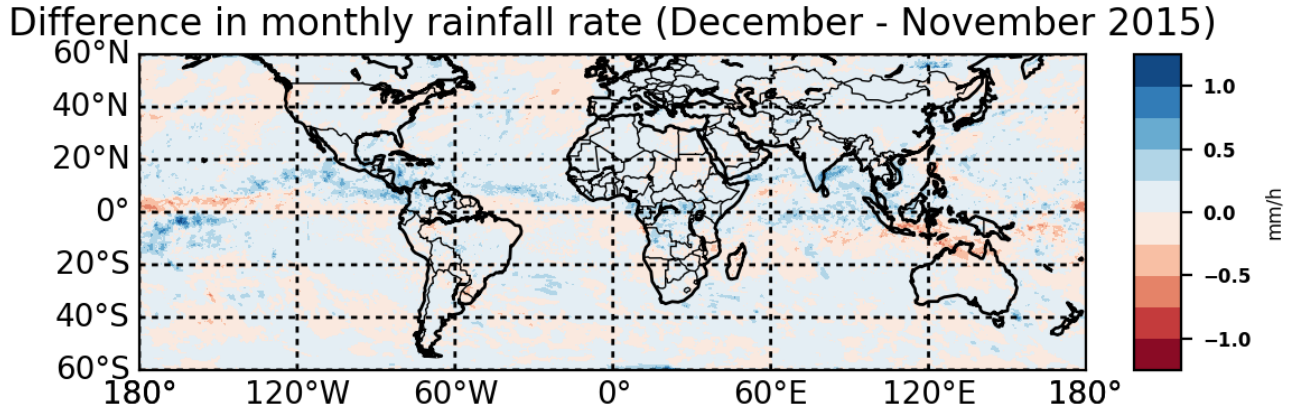 Difference in monthly rainfall rate (December - November 2015)
60°N
40°N
20°N
0°
20°S
40°S
60°S
180°
120°W
60°W
0°
60°E
120°E
180°
1.0
0.5
0.0
−0.5
−1.0
mm/h